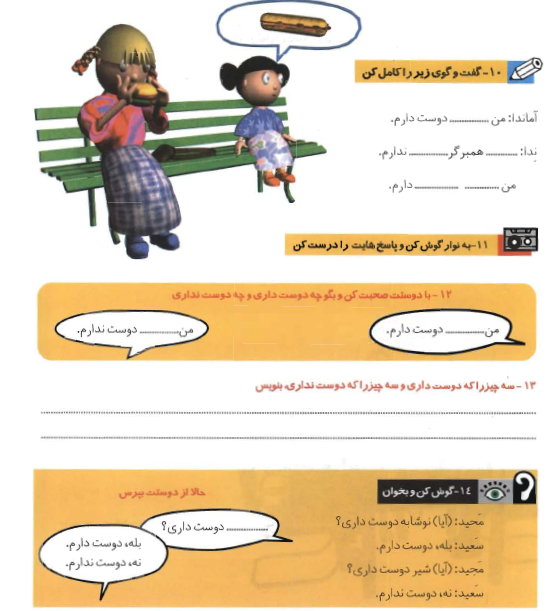 ۱۰- گفت و گوی زیر را کامل کن
آماندا: من ............ دوست دارم.
ندا: ............ همبرگر ............ ندارم.
من ............ ............ دارم.
۱۱- به نوار گوش کن و پاسخ هایت را درست کن
۱۲- با دوستت صحبت کن و بگو چه دوست داری و چه دوست نداری
من ............ دوست دارم.
من ............ دوست ندارم.
۱۳- سه چیز را که دوست داری و سه چیز را که دوست نداری، بنویس
۱۴- گوش کن و بخوان
مجید: (آیا) نوشابه دوست داری؟
سعید: بله، دوست دارم.
مجید: (آیا) شیر دوست داری؟
سعید: نه، دوست ندارم.
حالا از دوستت بپرس
............ دوست داری؟
بله، دوست دارم.
نه، دوست ندارم.